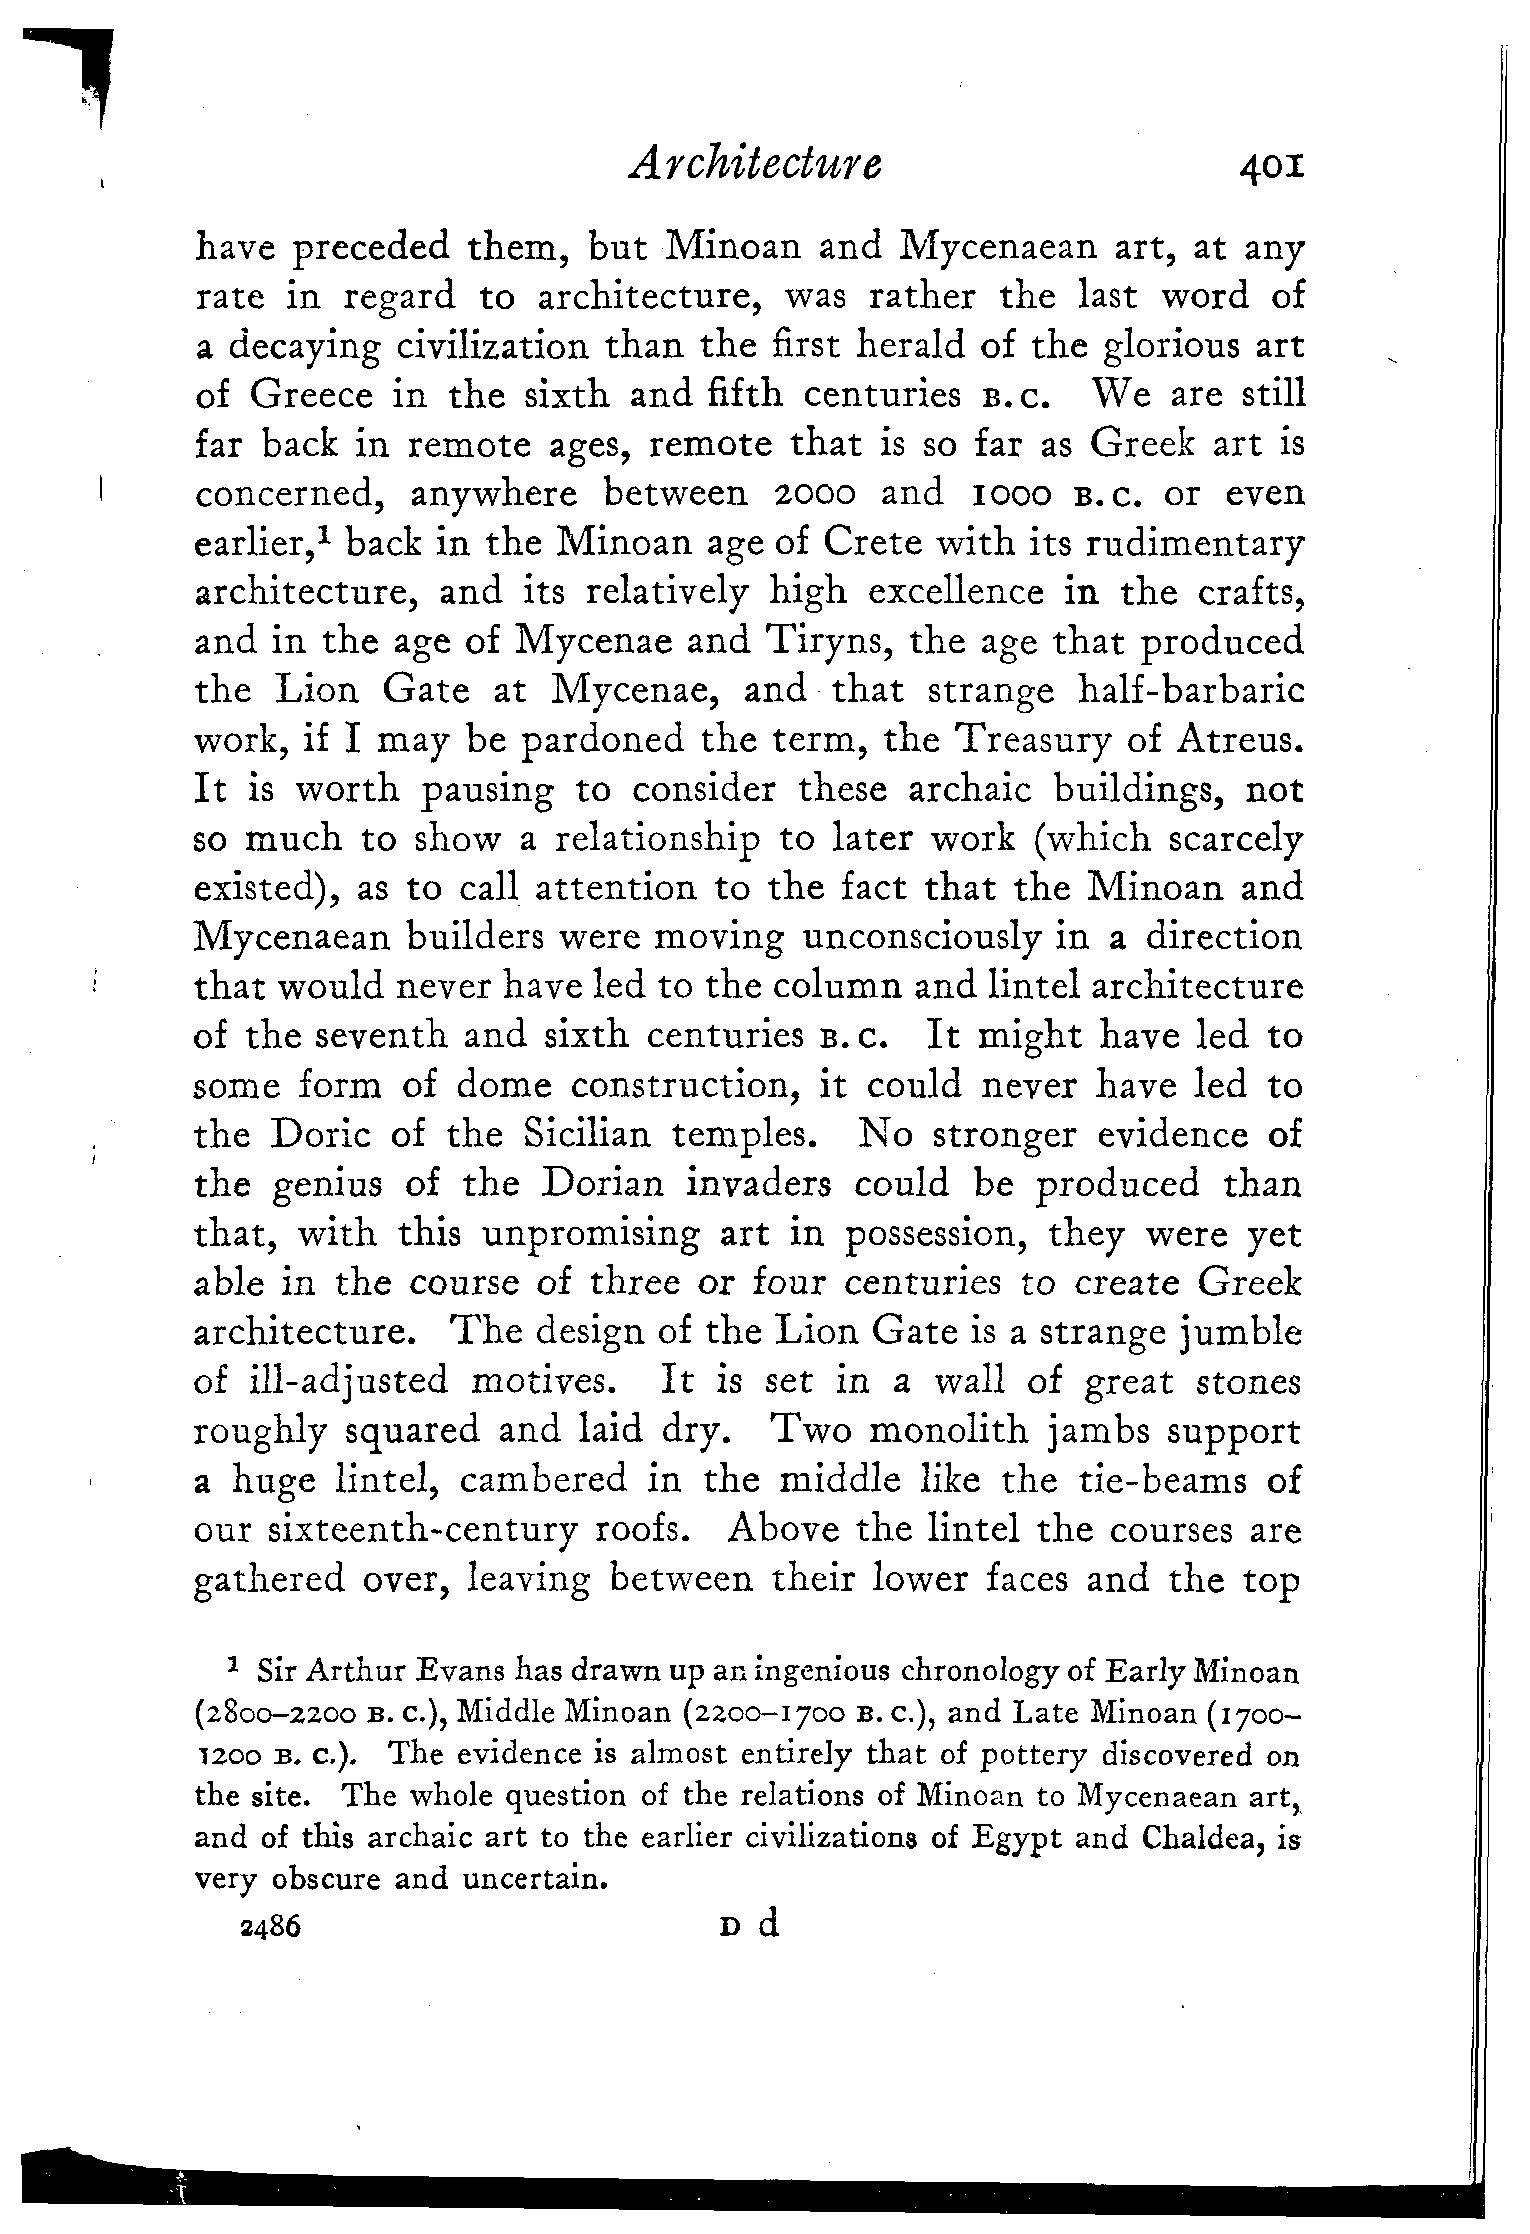 Architecture 401
have preceded them, but Minoan and Mycenaean art, at any
rate in regard to architecture, was rather the last word of
a decaying civilization than the first herald of the glorious art
of Greece in the sixth and fifth centuries B.C. We are still
far back in remote ages, remote that is so far as Greek art is
concerned, anywhere between 2000 and 1000 B.C. or even
earlier,¹ back in the Minoan age of Crete with its rudimentary
architecture, and its relatively high excellence in the crafts,
and in the age of Mycenae and Tiryns, the age that produced
the Lion Gate at Mycenae, and that strange half-barbaric
work, if I may be pardoned the term, the Treasury of Atreus.
It is worth pausing to consider these archaic buildings, not
so much to show a relationship to later work (which scarcely
existed), as to call attention to the fact that the Minoan and
Mycenaean builders were moving unconsciously in a direction
that would never have led to the column and lintel architecture
of the seventh and sixth centuries B.C. It might have led to
some form of dome construction, it could never have led to
the Doric of the Sicilian temples. No stronger evidence of
the genius of the Dorian invaders could be produced than
that, with this unpromising art in possession, they were yet
able in the course of three or four centuries to create Greek
architecture. The design of the Lion Gate is a strange jumble
of ill-adjusted motives. It is set in a wall of great stones
roughly squared and laid dry. Two monolith jambs support
a huge lintel, cambered in the middle like the tie-beams of
our sixteenth-century roofs. Above the lintel the courses are
gathered over, leaving between their lower faces and the top
¹ Sir Arthur Evans has drawn up an ingenious chronology of Early Minoan
(2800–2200 B.C.), Middle Minoan (2200–1700 B.C.), and Late Minoan (1700–
1200 B.C.). The evidence is almost entirely that of pottery discovered on
the site. The whole question of the relations of Minoan to Mycenaean art,
and of this archaic art to the earlier civilizations of Egypt and Chaldea, is
very obscure and uncertain.
2486 D d